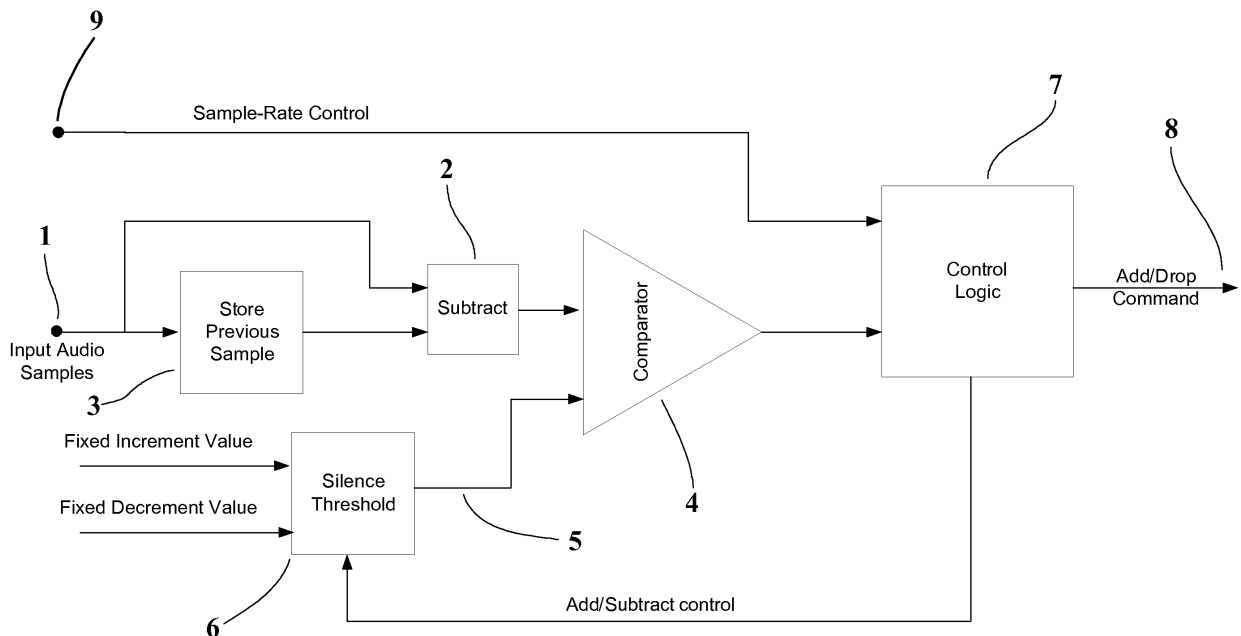 9
Sample-Rate Control
7
8
2
1
Control
Logic
Add/Drop
Command
Store
Previous
Sample
Subtract
Comparator
Input Audio
Samples
3
Fixed Increment Value
Silence
Threshold
Fixed Decrement Value
4
5
6
Add/Subtract control